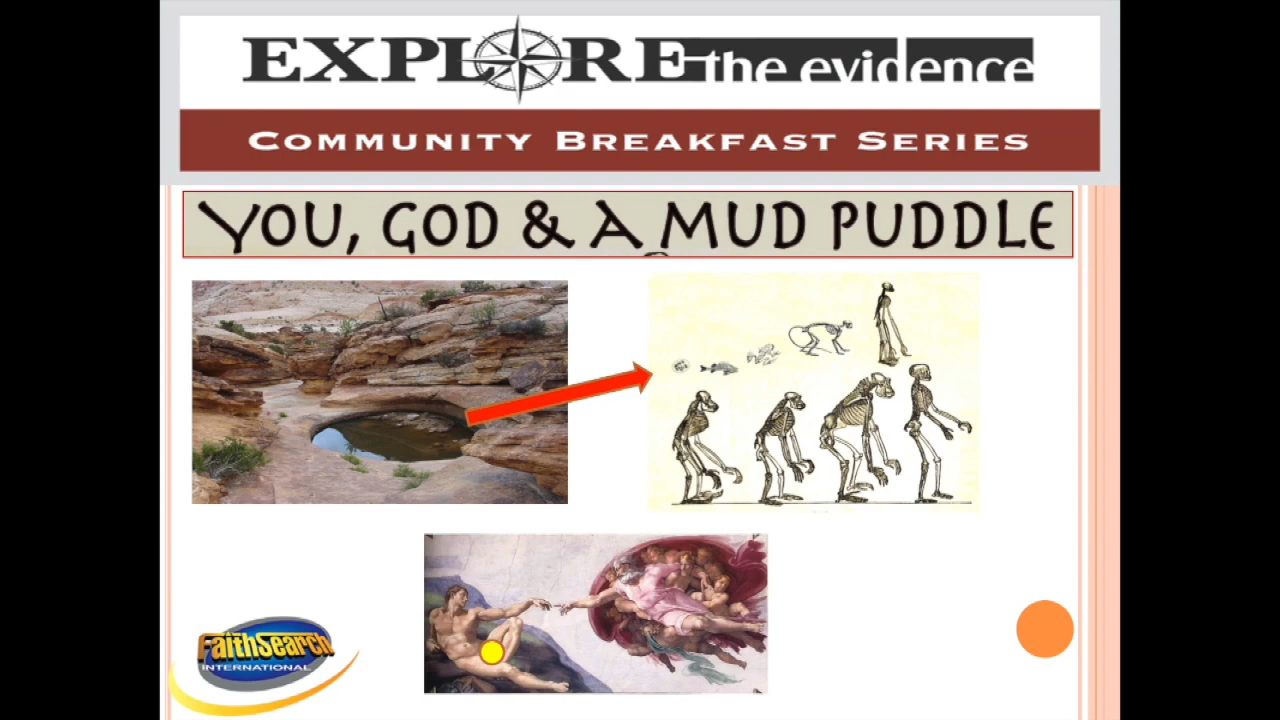 EXPLORE the evidence
COMMUNITY BREAKFAST SERIES
YOU, GOD & A MUD PUDDLE
FaithSearch
INTERNATIONAL